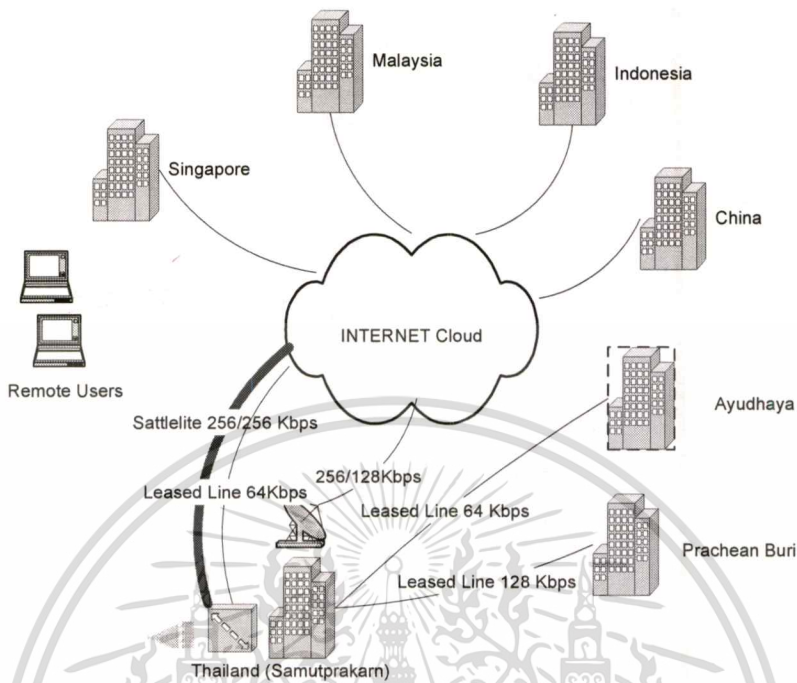 Malaysia
Indonesia
Singapore
China
INTERNET Cloud
Remote Users
Ayudhaya
Sattlelite 256/256 Kbps
256/128Kbps
Leased Line 64Kbps
Leased Line 64 Kbps
Prachean Buri
Leased Line 128 Kbps
Thailand (Samutprakarn)